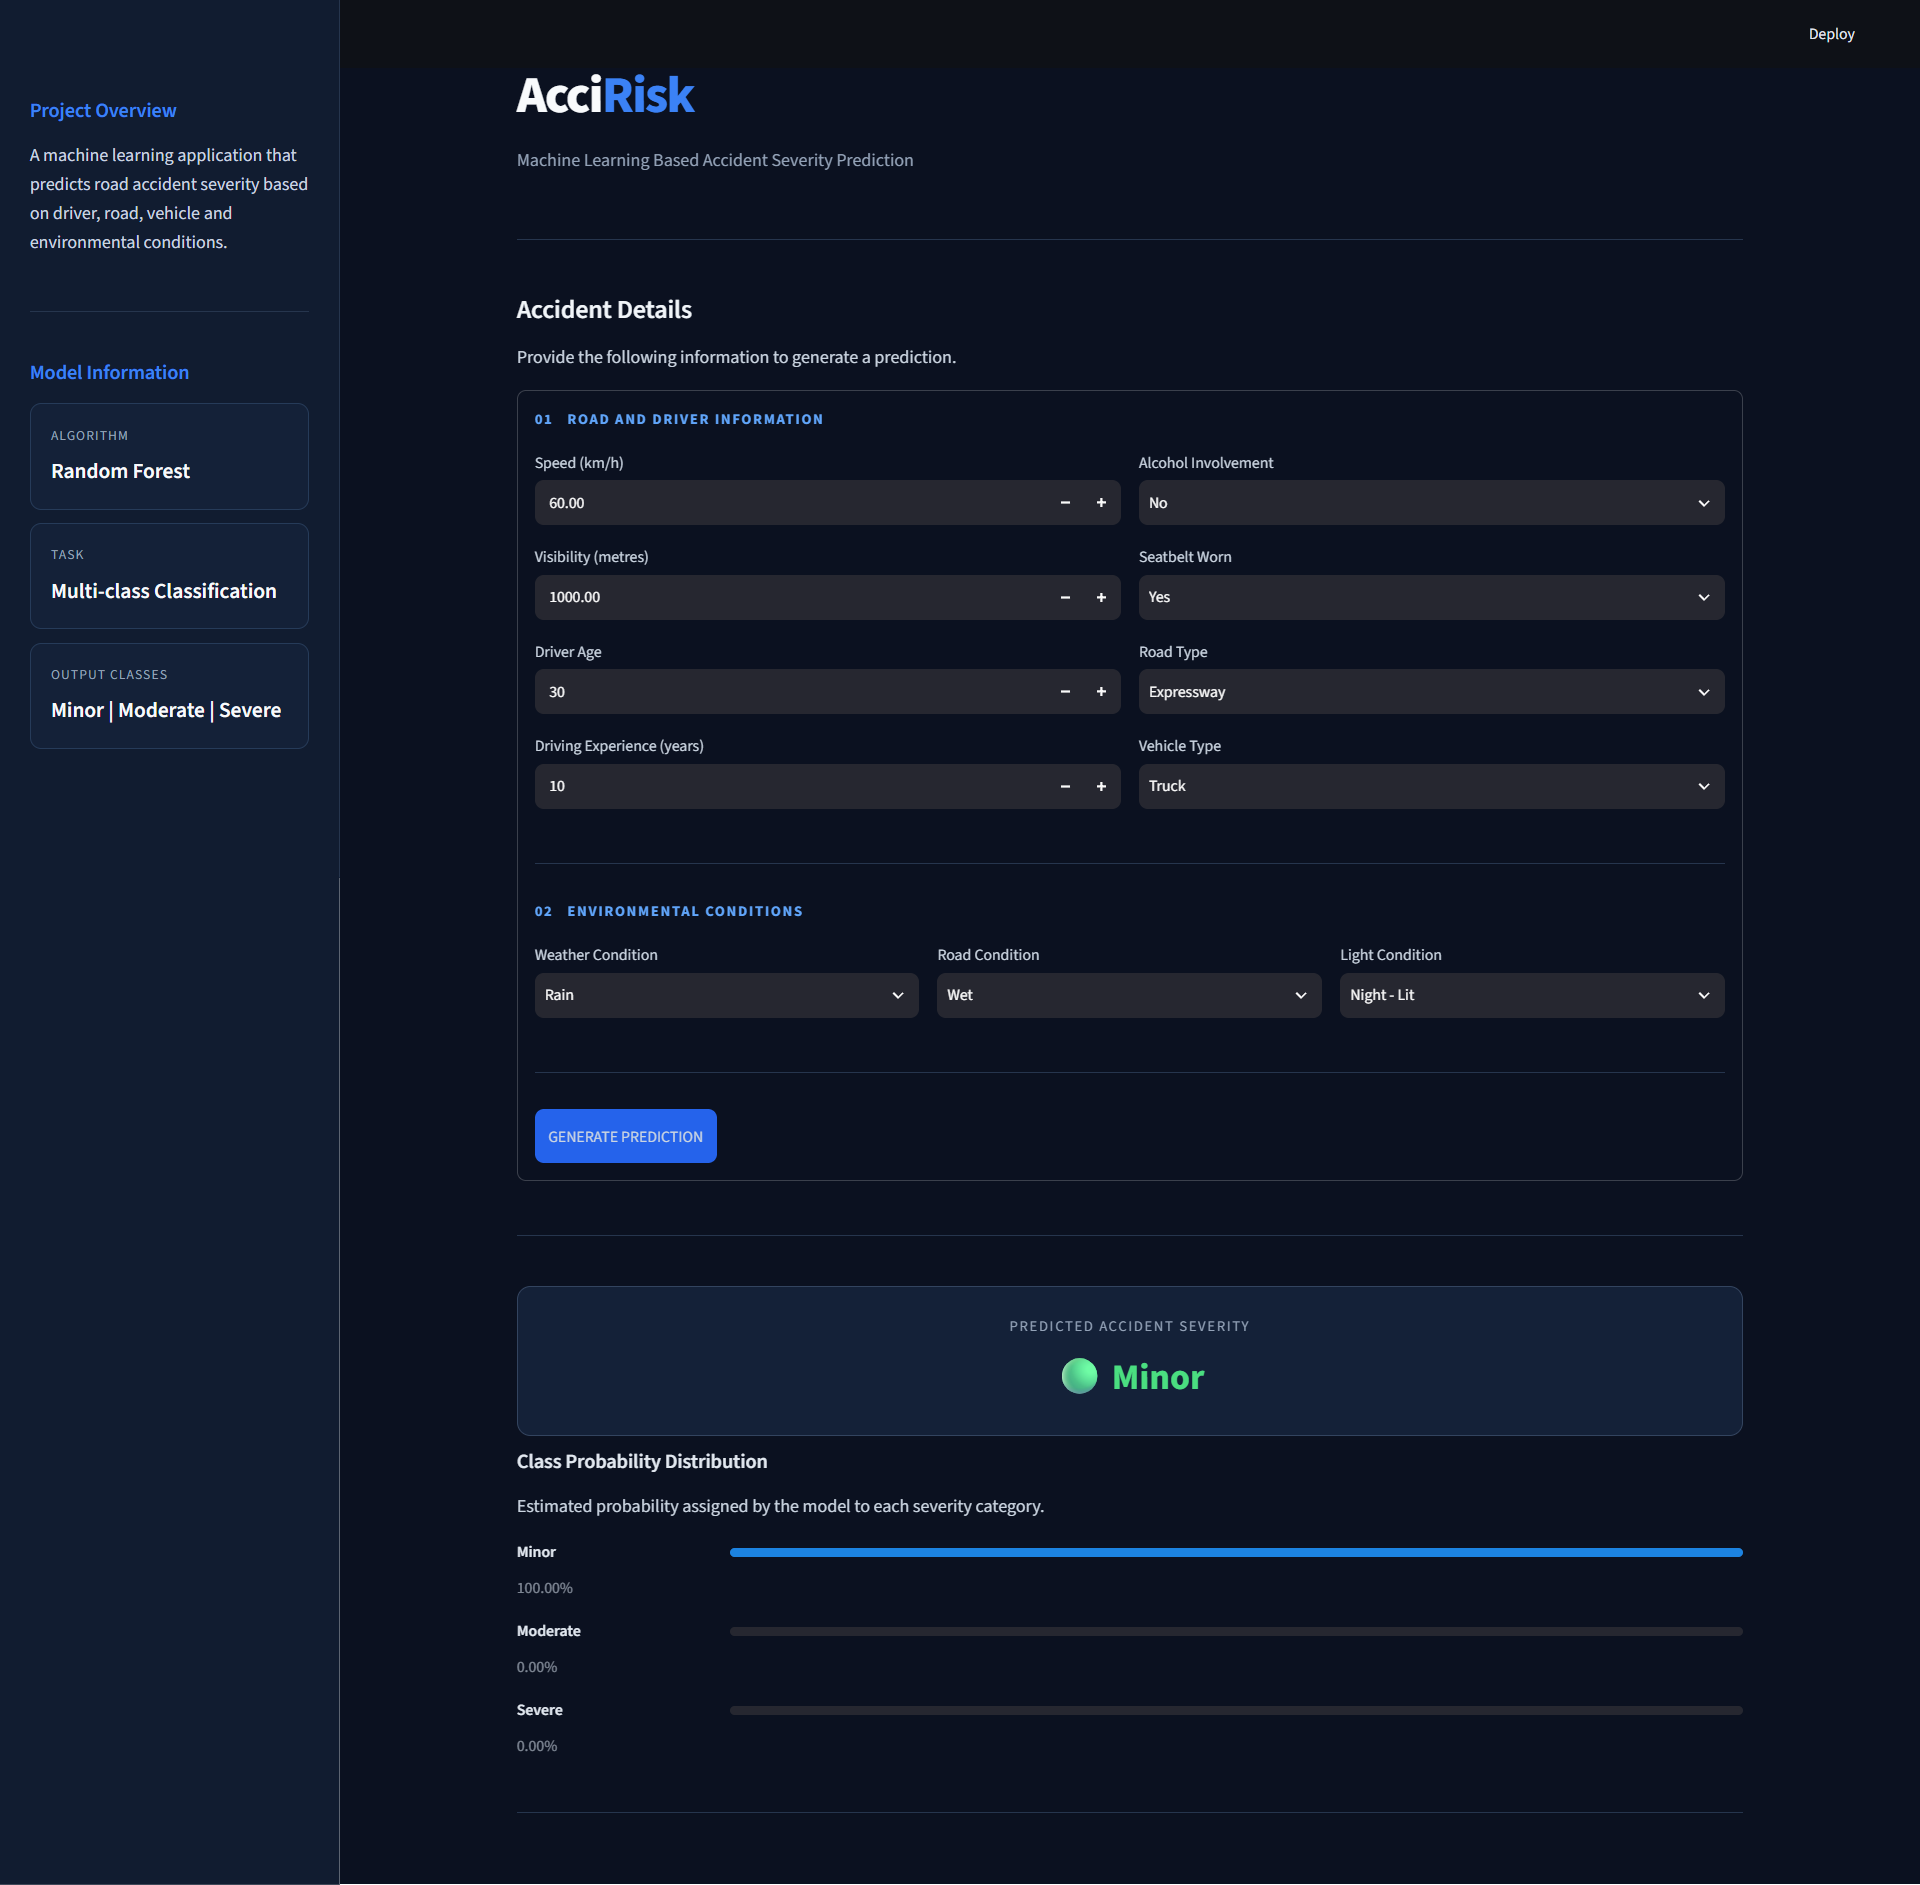 Deploy
Project Overview
A machine learning application that
predicts road accident severity based
on driver, road, vehicle and
environmental conditions.
Model Information
ALGORITHM
Random Forest
TASK
Multi-class Classification
OUTPUT CLASSES
Minor | Moderate | Severe
AcciRisk
Machine Learning Based Accident Severity Prediction
Accident Details
Provide the following information to generate a prediction.
01 ROAD AND DRIVER INFORMATION
Speed (km/h)
60.00
Alcohol Involvement
No
Visibility (metres)
1000.00
Seatbelt Worn
Yes
Driver Age
30
Road Type
Expressway
Driving Experience (years)
10
Vehicle Type
Truck
02 ENVIRONMENTAL CONDITIONS
Weather Condition
Rain
Road Condition
Wet
Light Condition
Night - Lit
GENERATE PREDICTION
PREDICTED ACCIDENT SEVERITY
Minor
Class Probability Distribution
Estimated probability assigned by the model to each severity category.
Minor
100.00%
Moderate
0.00%
Severe
0.00%